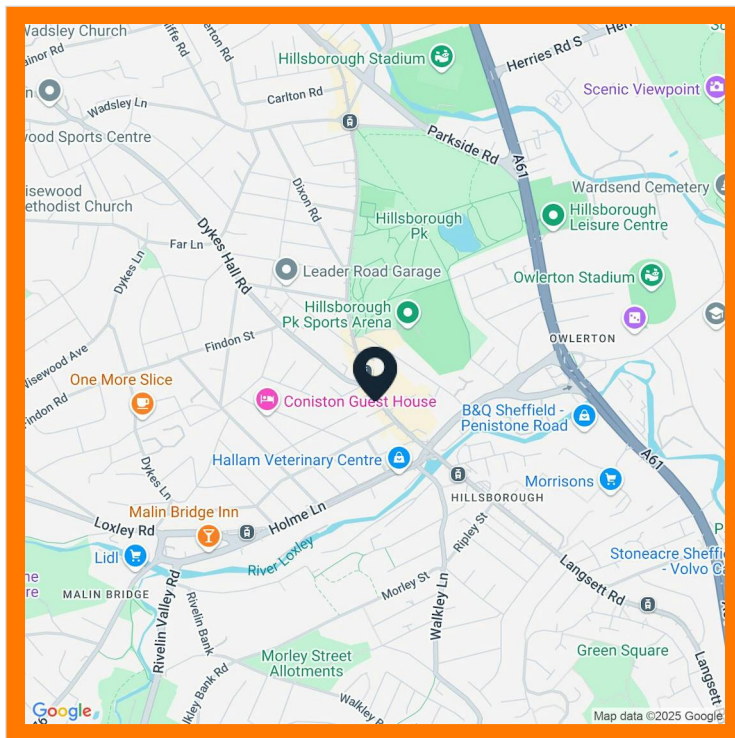 Wadsley Church
Hillsborough Stadium
Herries Rd S
Carlton Rd
Scenic Viewpoint
Wadsley Ln
Parkside Rd
A61
wood Sports Centre
Wardsend Cemetery
isewood
ethodist Church
Dixon Rd
Hillsborough
Pk
Hillsborough
Leisure Centre
Dykes Hall Rd
Far Ln
Dykes Ln
Leader Road Garage
Owlerton Stadium
Hillsborough
Pk Sports Arena
OWLERTON
Findon St
Wisewood Ave
One More Slice
Findon Rd
Coniston Guest House
B&Q Sheffield -
Penistone Road
A61
Hallam Veterinary Centre
Dykes Ln
Morrisons
HILLSBOROUGH
Malin Bridge Inn
Loxley Rd
Holme Ln
Ripley St
Lidl
River Loxley
Langsett Rd
Stoneacre Sheffi
- Volvo Ca
MALIN BRIDGE
Rivelin Valley Rd
Rivelin Bank
Morley St
Walkley Ln
Morley Street
Allotments
Green Square
Langsett
lkley Bank Rd
Walkley
Google
Map data ©2025 Google